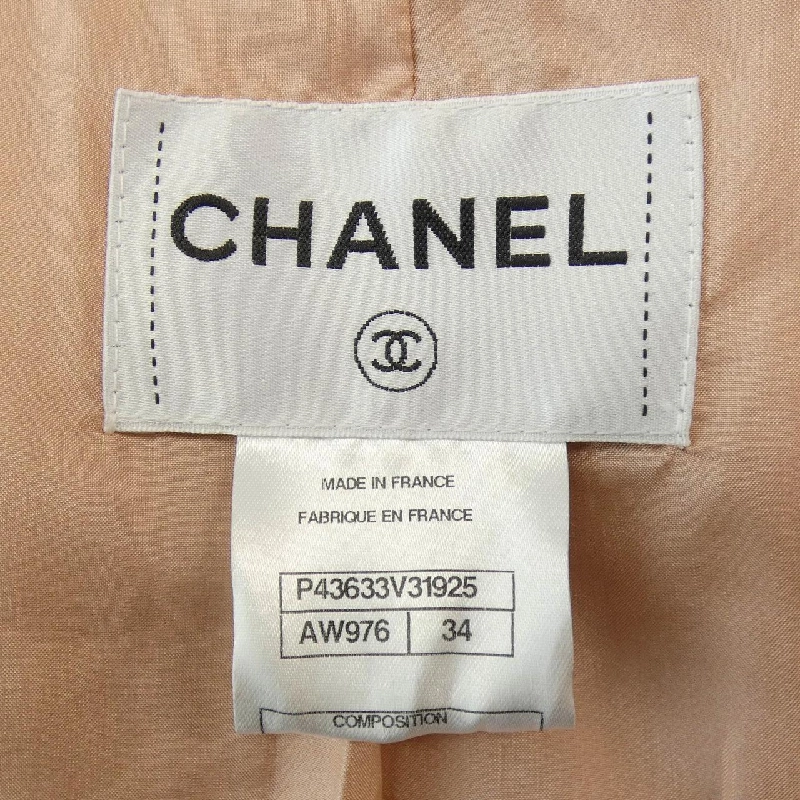 CHANEL
MADE IN FRANCE
FABRIQUE EN FRANCE
P43633V31925
AW976 34
COMPOSITION